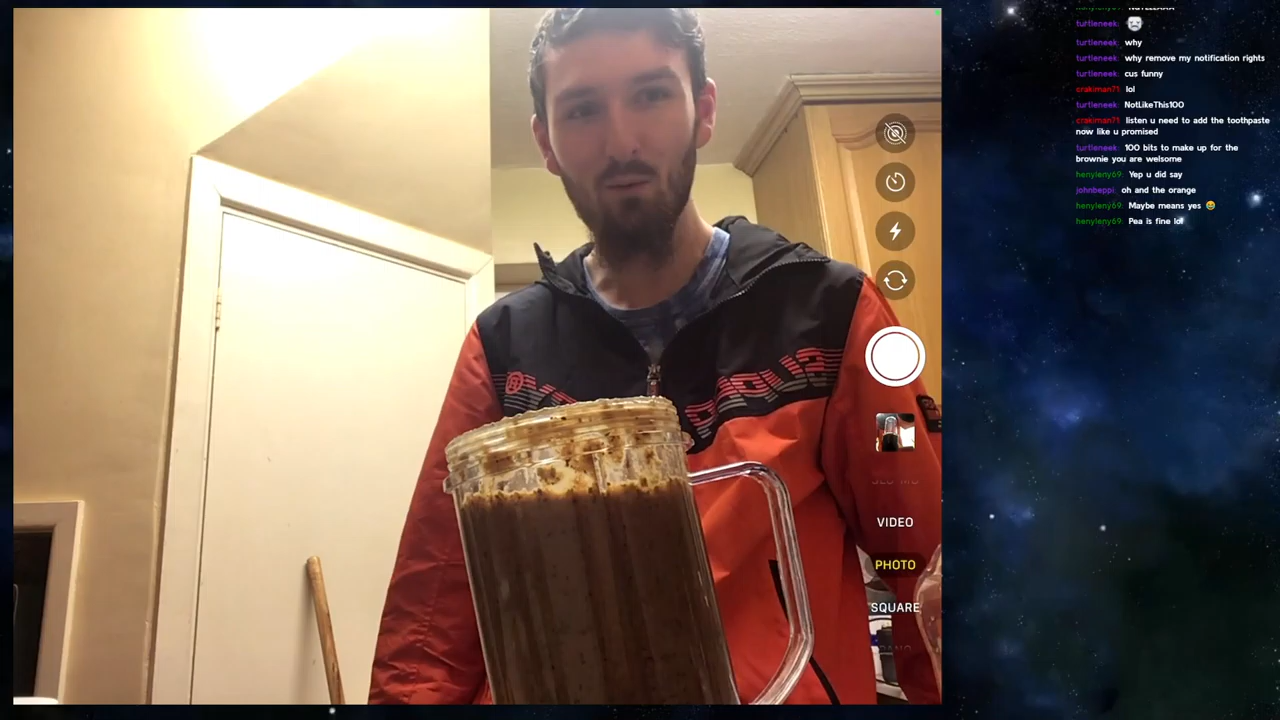 turtleneek:
turtleneek: why
turtleneek: why remove my notification rights
turtleneek: cus funny
crakiman71: lol
turtleneek: NotLikeThis100
crakiman71: listen u need to add the toothpaste
now like u promised
turtleneek: 100 bits to make up for the
brownie you are welcome
henyleny69: Yep u did say
johnbeppi: oh and the orange
henyleny69: Maybe means yes 😆
henyleny69: Pea is fine lol
VIDEO
PHOTO
SQUARE